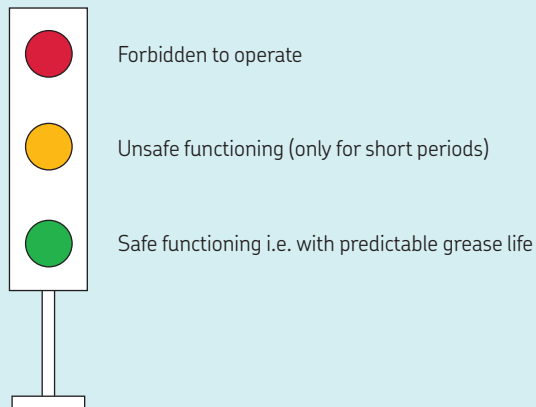 Forbidden to operate
Unsafe functioning (only for short periods)
Safe functioning i.e. with predictable grease life